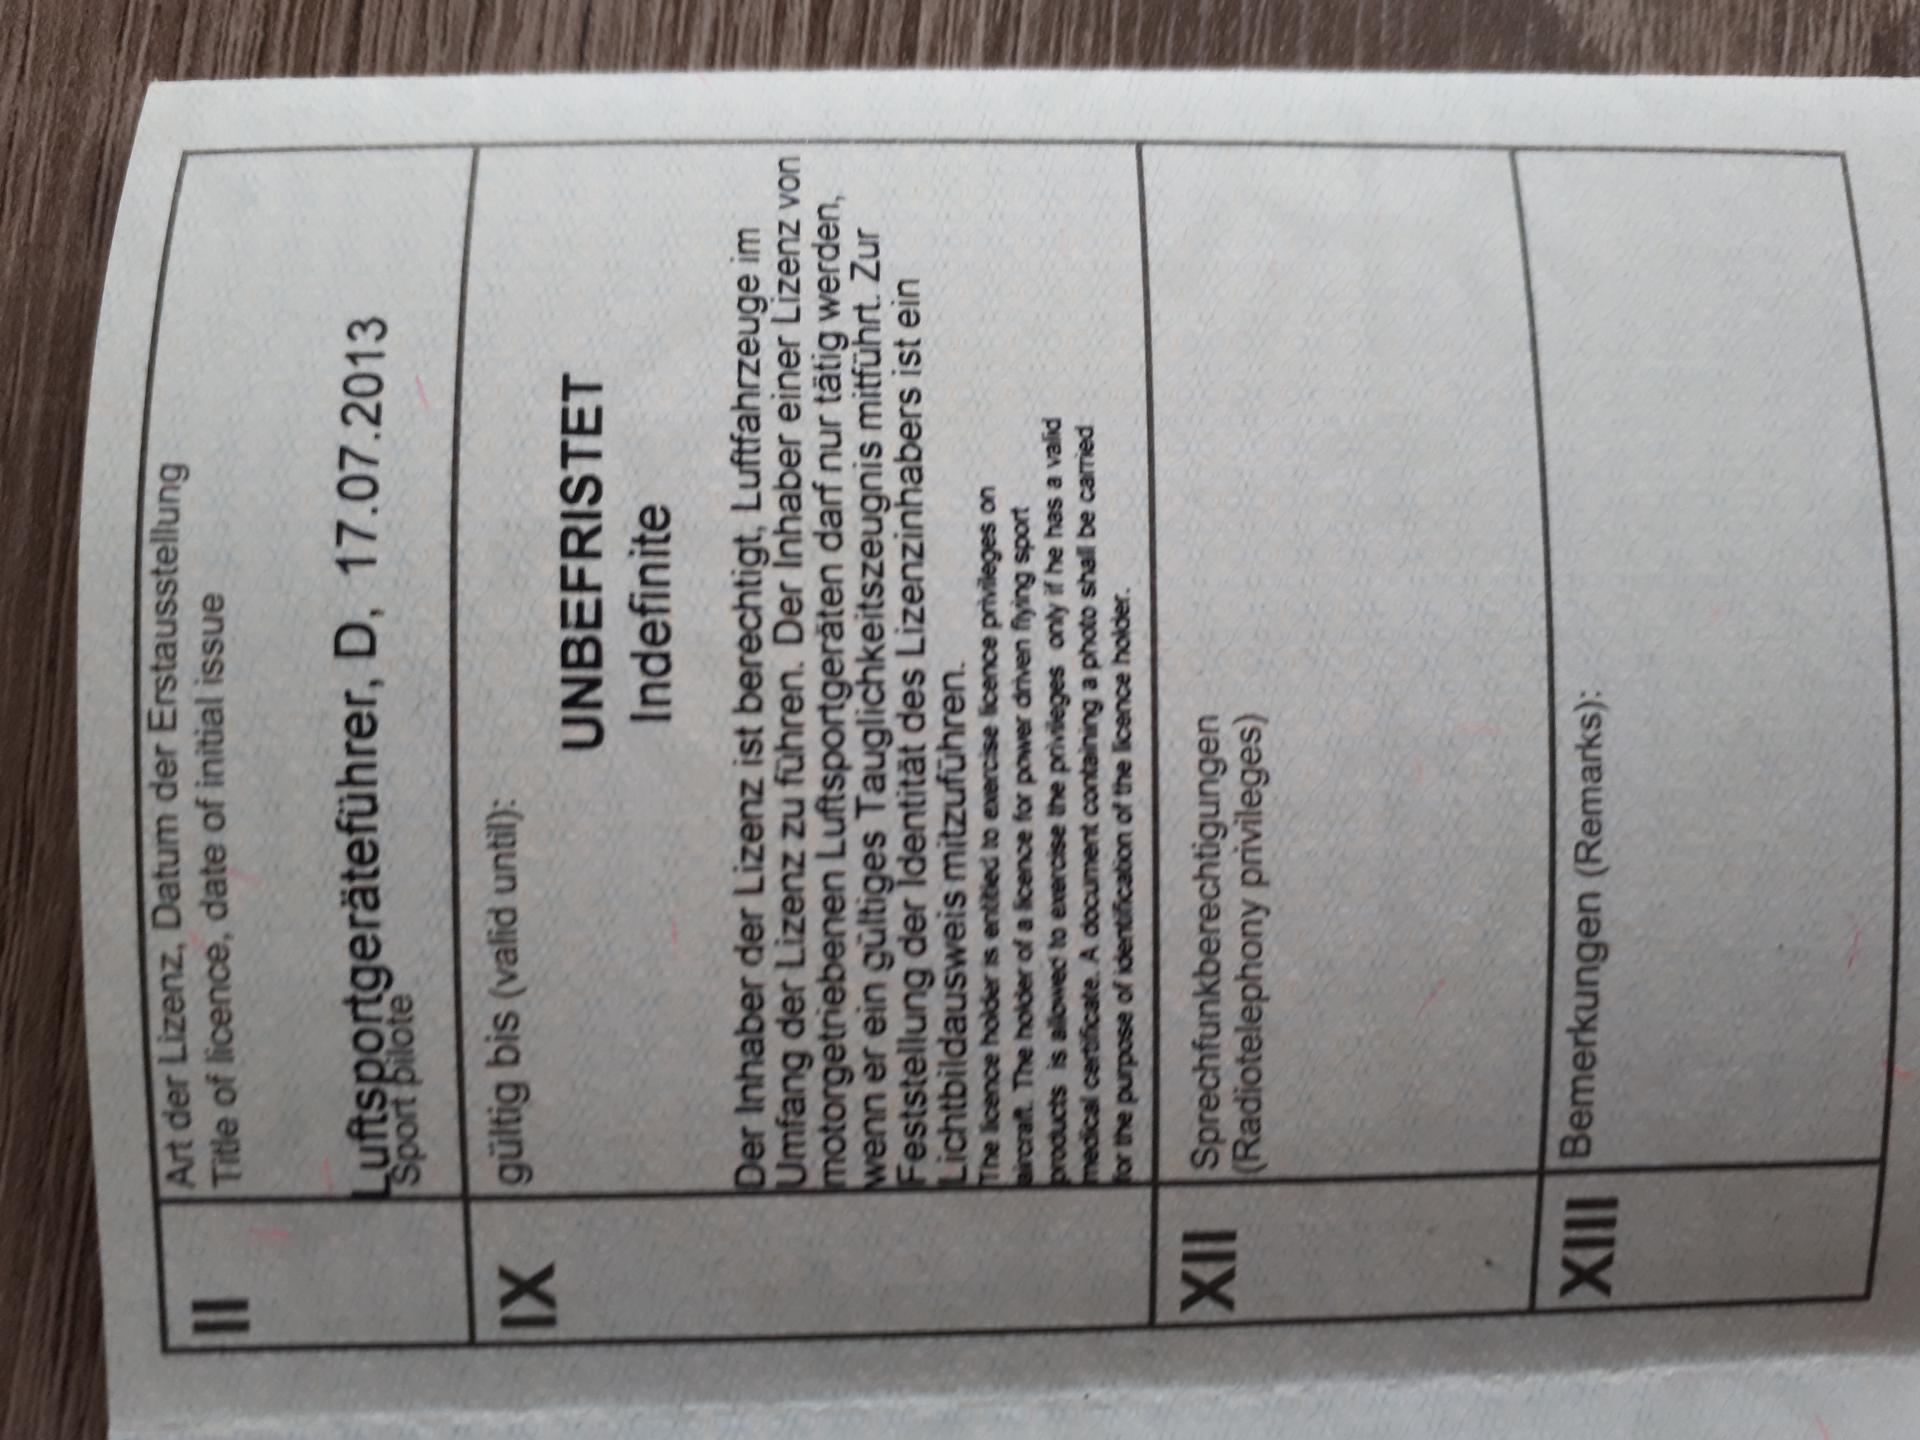 II
Art der Lizenz, Datum der Erstausstellung
Title of licence, date of initial issue
Luftsportgeräteführer, D, 17.07.2013
Sport pilote
IX
gültig bis (valid until):
UNBEFRISTET
Indefinite
Der Inhaber der Lizenz ist berechtigt, Luftfahrzeuge im
Umfang der Lizenz zu führen. Der Inhaber einer Lizenz von
motorgetriebenen Luftsportgeräten darf nur tätig werden,
wenn er ein gültiges Tauglichkeitszeugnis mitführt. Zur
Feststellung der Identität des Lizenzinhabers ist ein
Lichtbildausweis mitzuführen.
The licence holder is entitled to exercise licence privileges on
aircraft. The holder of a licence for power driven flying sport
products is allowed to exercise the privileges only if he has a valid
medical certificate. A document containing a photo shall be carried
for the purpose of identification of the licence holder.
XII
Sprechfunkberechtigungen
(Radiotelephony privileges)
XIII
Bemerkungen (Remarks):